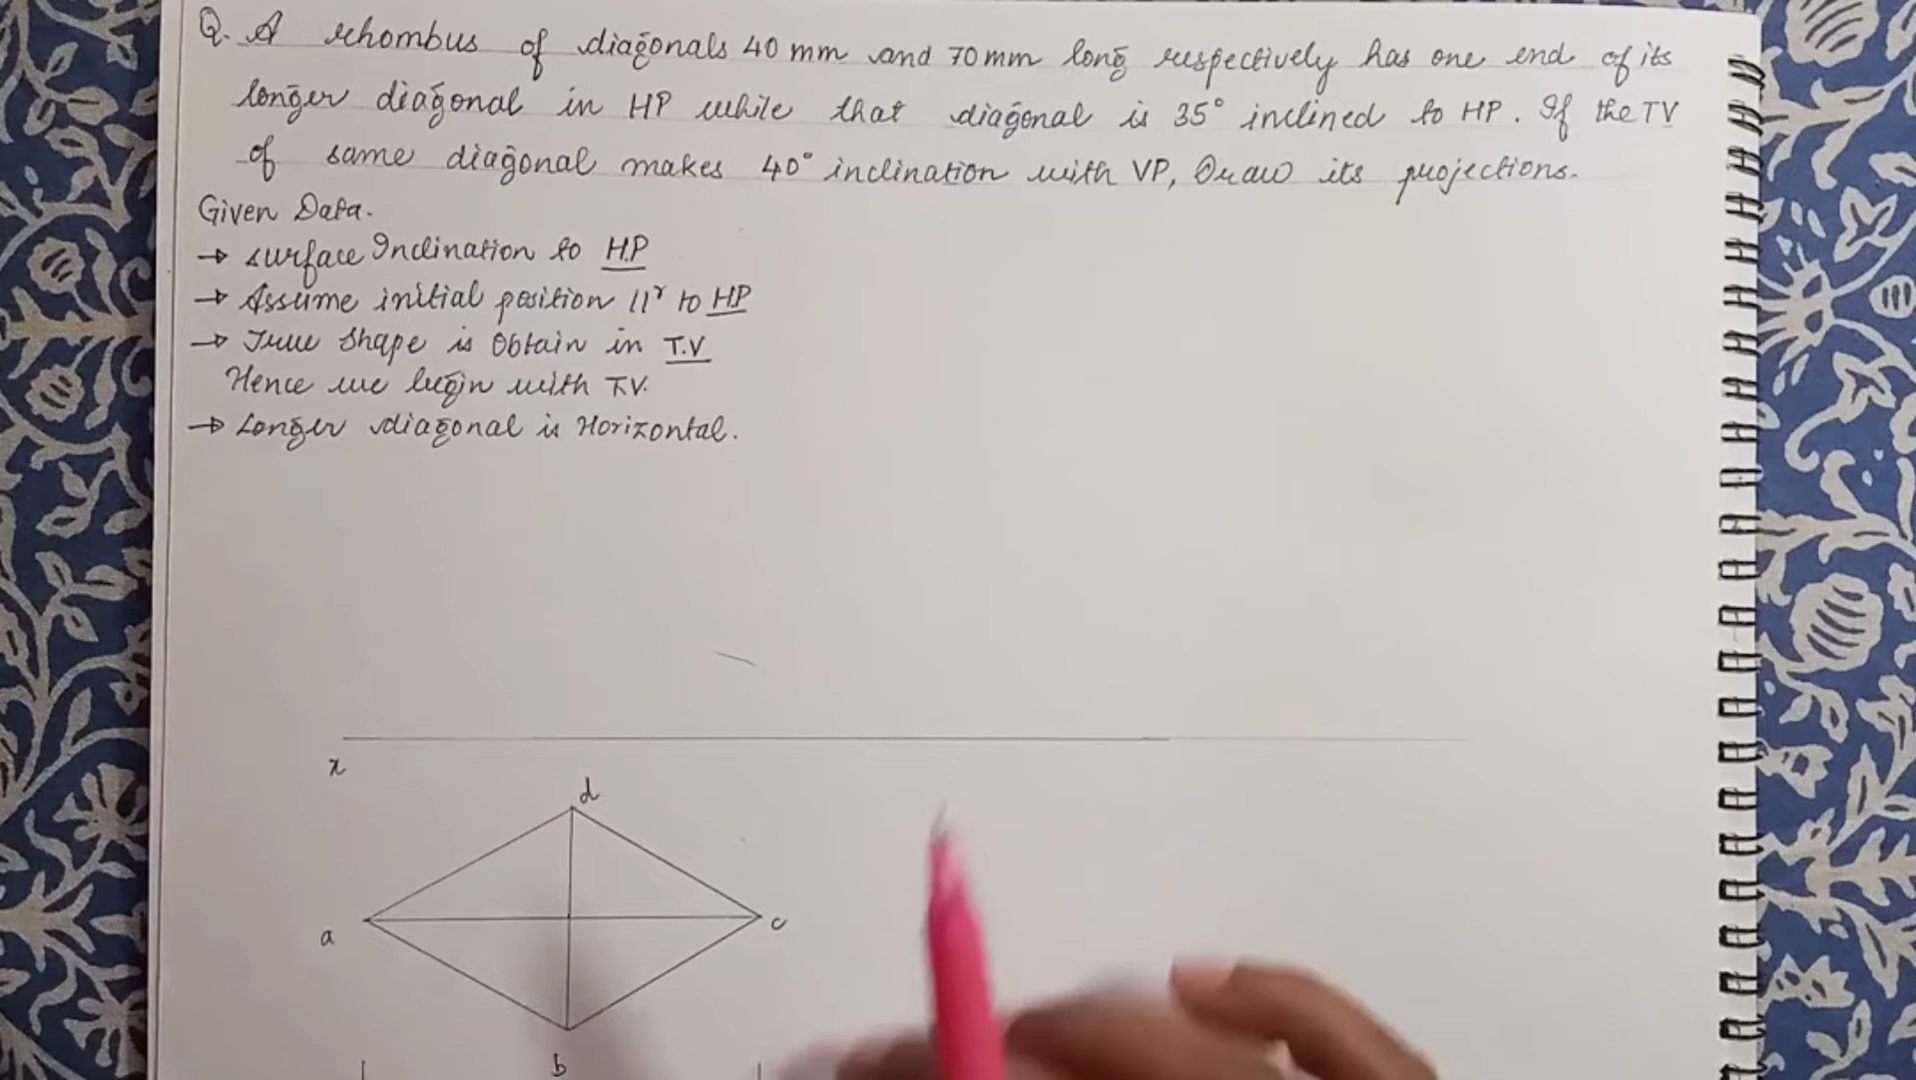 Q. A rhombus of diagonals 40 mm and 70 mm long respectively has one end of its
longer diagonal in HP while that diagonal is 35° inclined to HP. If the TV
of same diagonal makes 40° inclination with VP, Draw its projections.
Given Data.
→ surface Inclination to H.P
→ Assume initial position 11ʳ to H.P
→ True shape is Obtain in T.V
Hence we begin with T.V.
→ Longer diagonal is Horizontal.
x
d
a
c
b